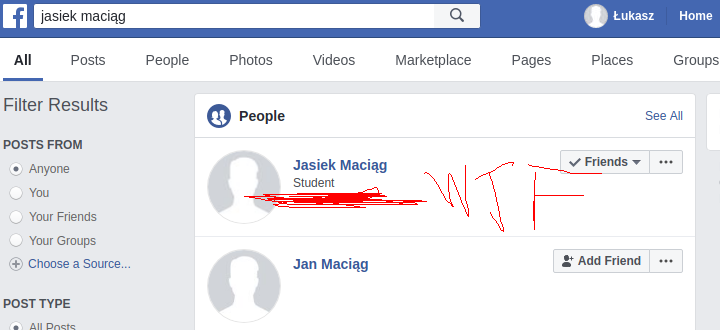 f jasiek maciąg Łukasz Home
All Posts People Photos Videos Marketplace Pages Places Groups
Filter Results
POSTS FROM
Anyone
You
Your Friends
Your Groups
Choose a Source...
POST TYPE
All Posts
People See All
Jasiek Maciąg Friends
Student
WTF
Jan Maciąg Add Friend